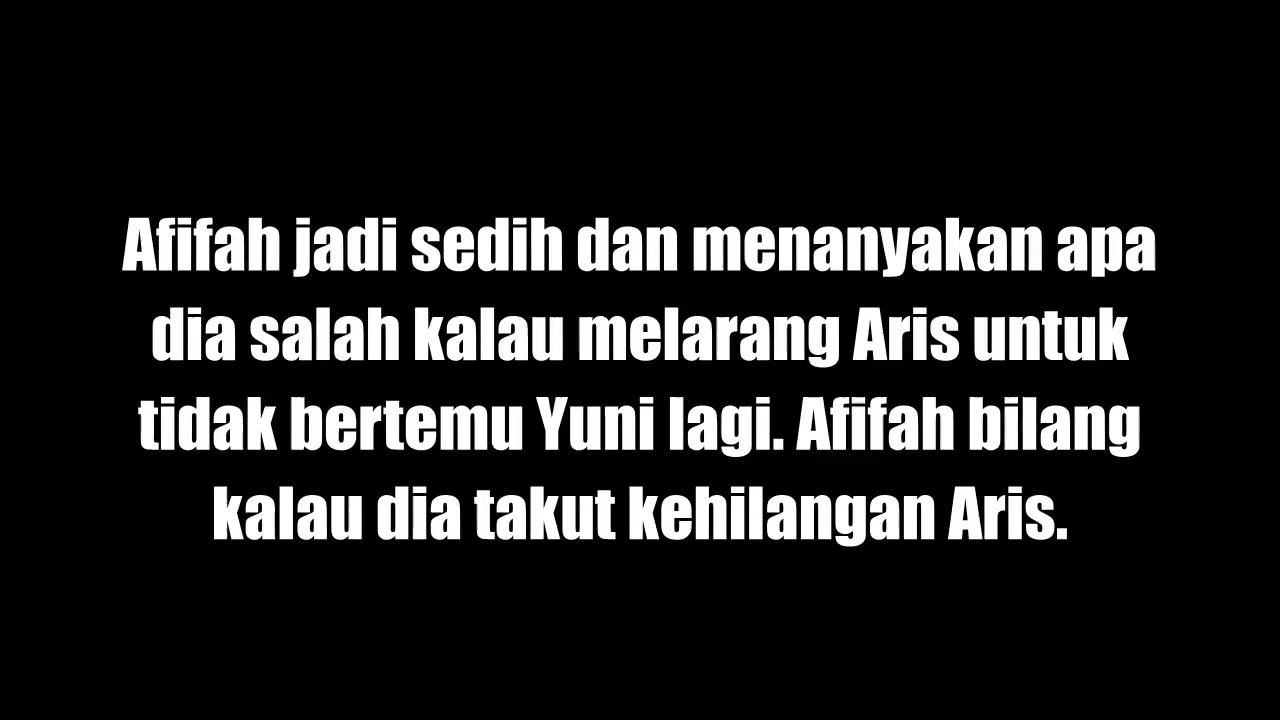 Afifah jadi sedih dan menanyakan apa
dia salah kalau melarang Aris untuk
tidak bertemu Yuni lagi. Afifah bilang
kalau dia takut kehilangan Aris.